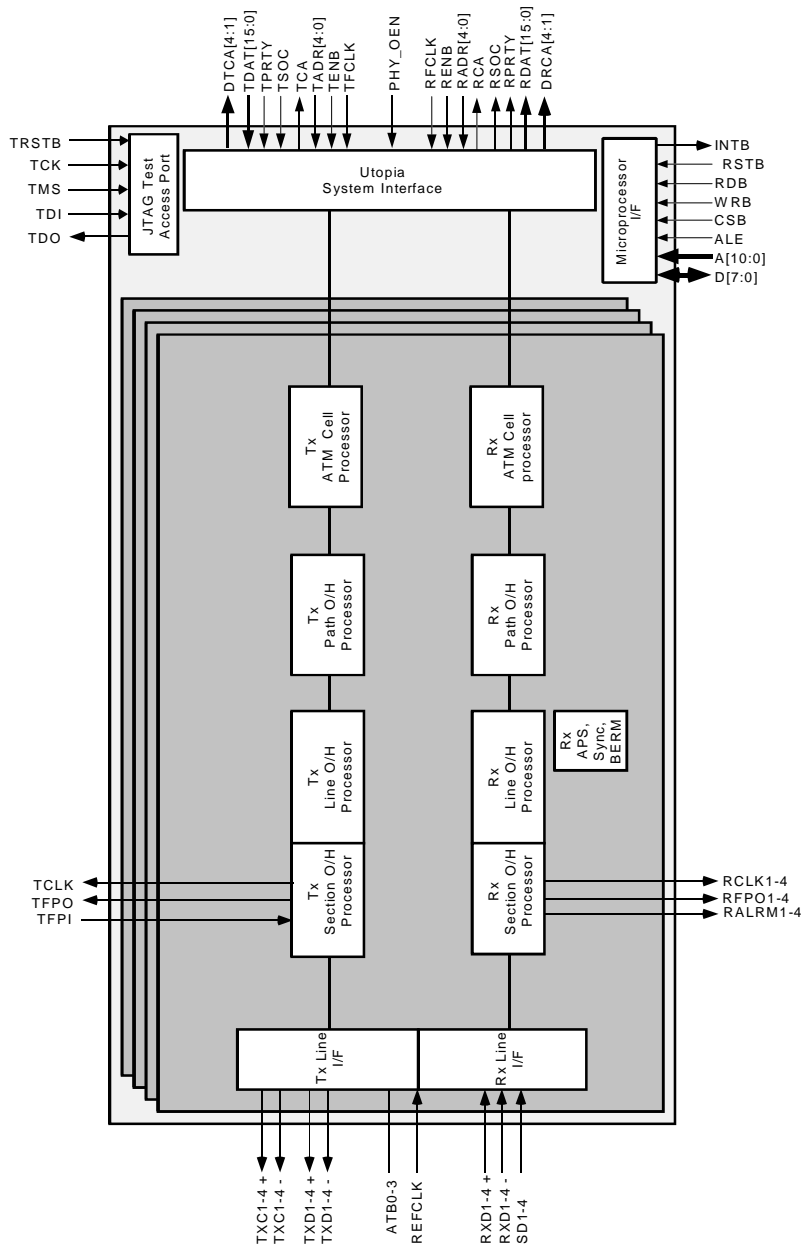 DTCA[4:1]
TDAT[15:0]
TPRTY
TSOC
TCA
TADR[4:0]
TENB
TFCLK
PHY_OEN
RFCLK
RENB
RADR[4:0]
RCA
RSOC
RPRTY
RDAT[15:0]
DRCA[4:1]
TRSTB
TCK
TMS
TDI
TDO
JTAG Test
Access Port
Utopia
System Interface
Microprocessor
I/F
INTB
RSTB
RDB
WRB
CSB
ALE
A[10:0]
D[7:0]
Tx
ATM Cell
Processor
Rx
ATM Cell
processor
Tx
Path O/H
Processor
Rx
Path O/H
Processor
Tx
Line O/H
Processor
Rx
Line O/H
Processor
Rx
APS,
Sync,
BERM
Tx
Section O/H
Processor
Rx
Section O/H
Processor
TCLK
TFPO
TFPI
RCLK1-4
RFPO1-4
RALRM1-4
Tx Line
I/F
Rx Line
I/F
TXC1-4 +
TXC1-4 -
TXD1-4 +
TXD1-4 -
ATB0-3
REFCLK
RXD1-4 +
RXD1-4 -
SD1-4